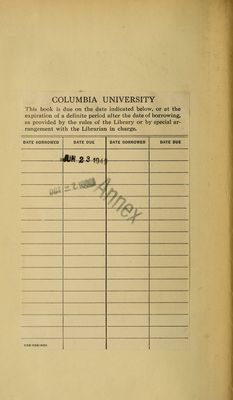 COLUMBIA UNIVERSITY
This book is due on the date indicated below, or at the
expiration of a definite period after the date of borrowing,
as provided by the rules of the Library or by special ar-
rangement with the Librarian in charge.
DATE BORROWED DATE DUE DATE BORROWED DATE DUE
JUN 23 1949
Annex